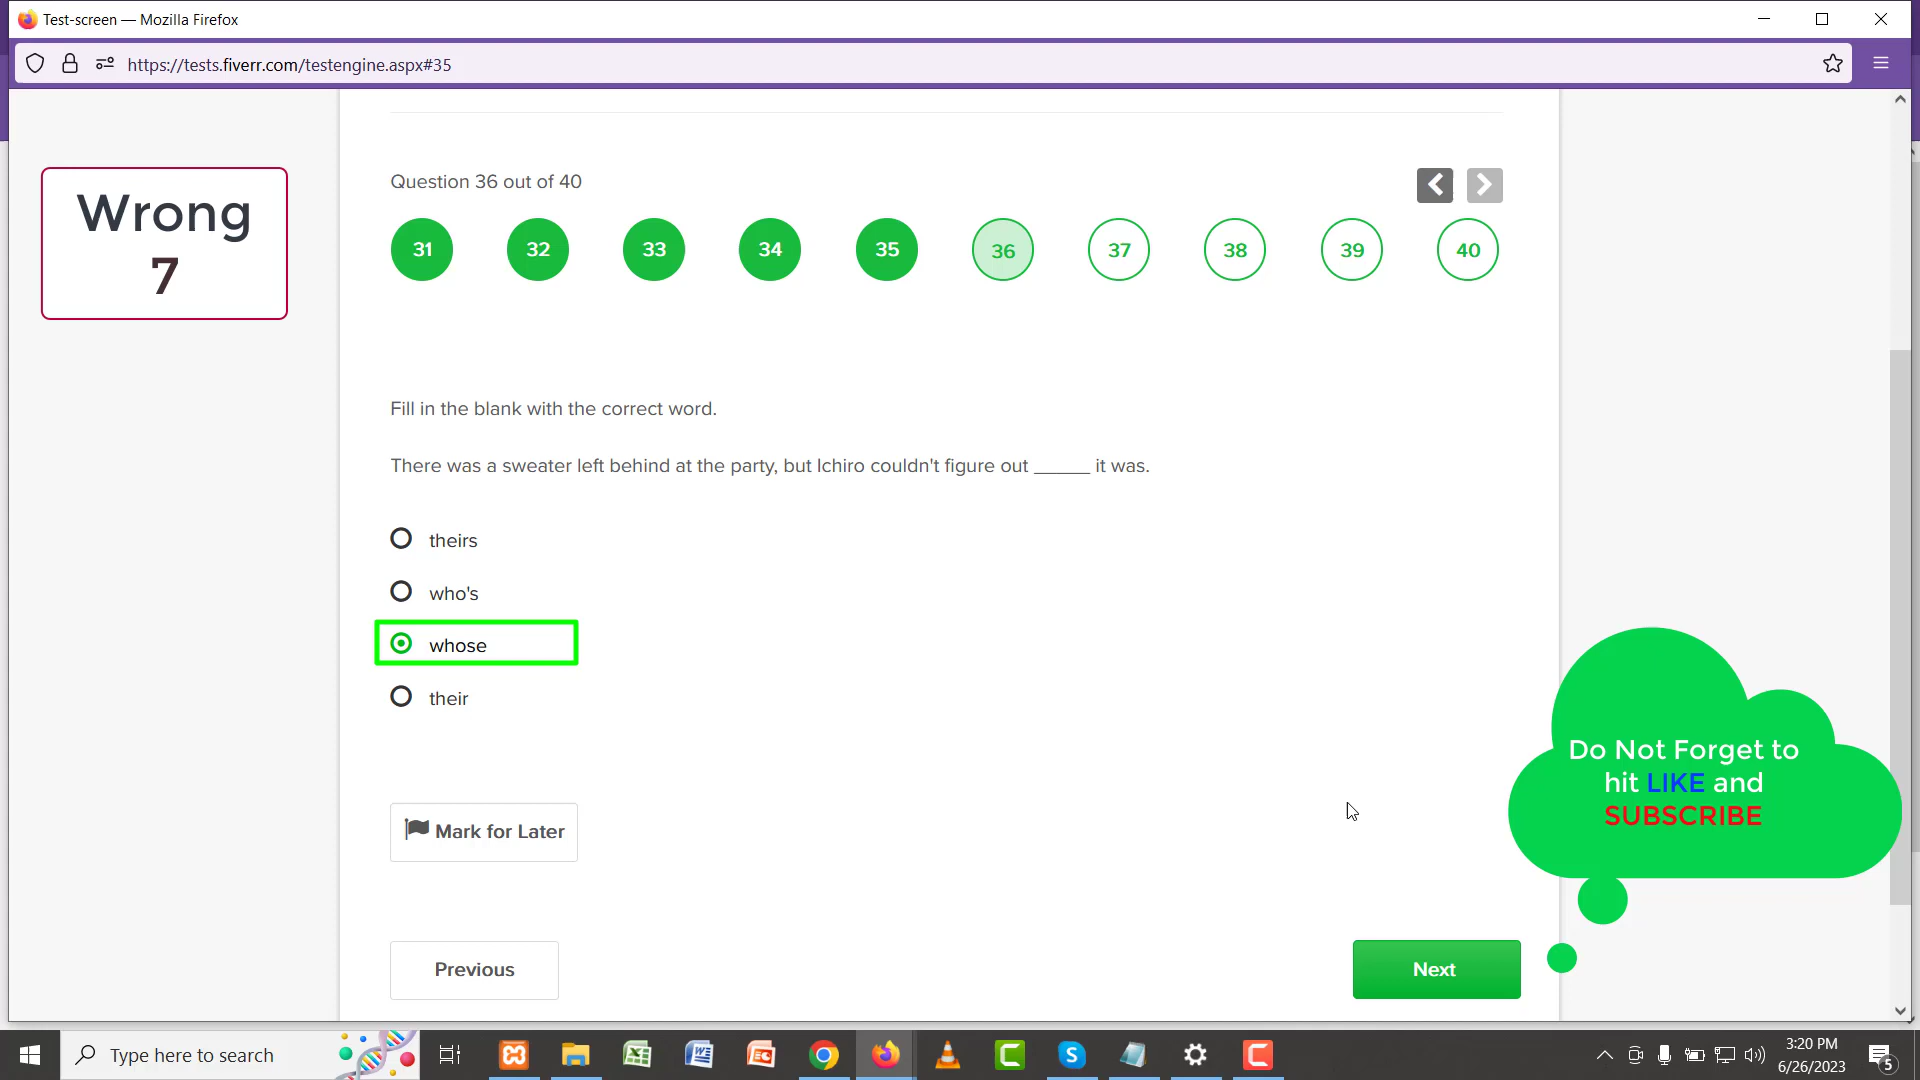 Test-screen — Mozilla Firefox
https://tests.fiverr.com/testengine.aspx#35
Wrong
7
Question 36 out of 40
31 32 33 34 35 36 37 38 39 40
Fill in the blank with the correct word.
There was a sweater left behind at the party, but Ichiro couldn't figure out ______ it was.
theirs
who's
whose
their
Do Not Forget to
hit LIKE and
SUBSCRIBE
Mark for Later
Previous
Next
Type here to search
3:20 PM
6/26/2023
5